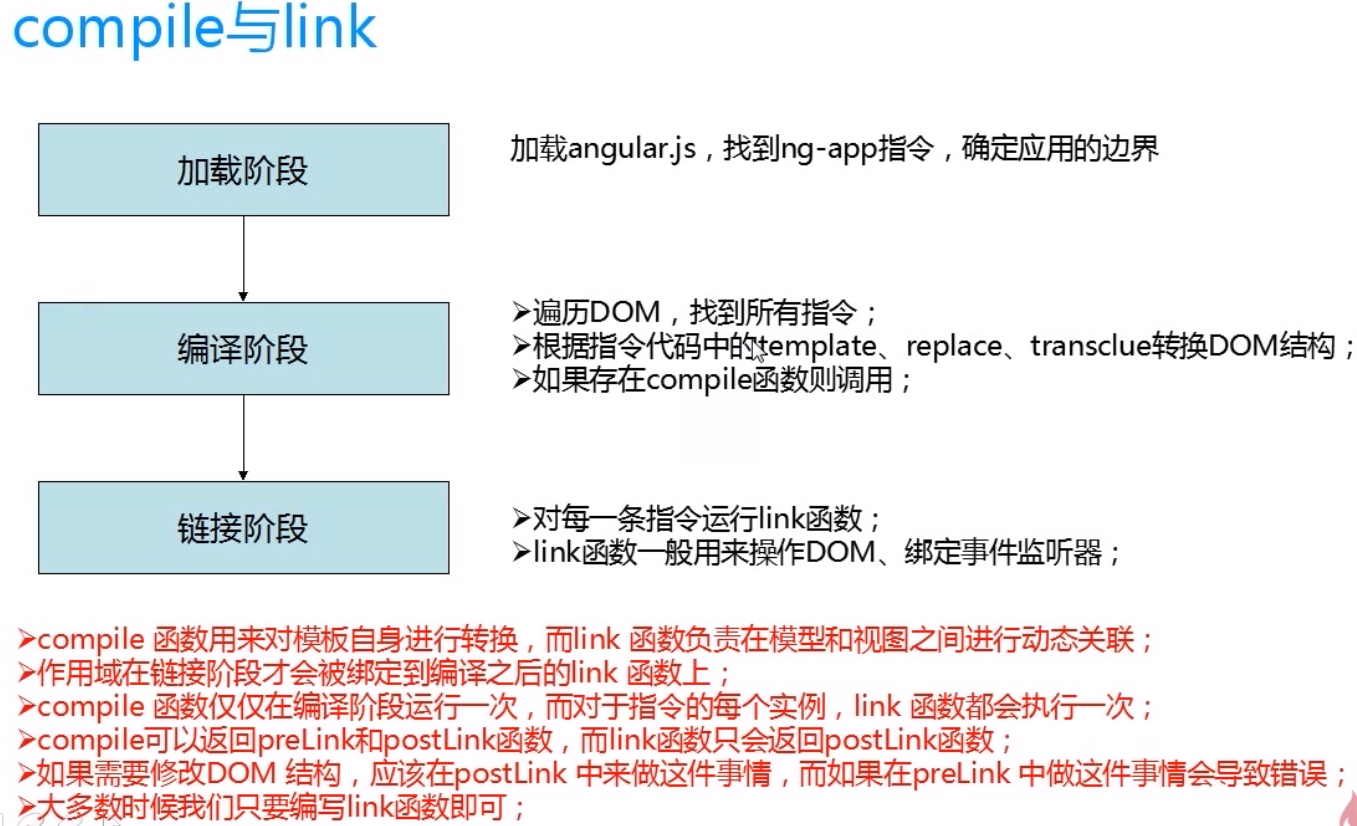 compile与link
加载阶段
加载angular.js，找到ng-app指令，确定应用的边界
编译阶段
➢遍历DOM，找到所有指令；
➢根据指令代码中的template、replace、transclue转换DOM结构；
➢如果存在compile函数则调用；
链接阶段
➢对每一条指令运行link函数；
➢link函数一般用来操作DOM、绑定事件监听器；
➢compile 函数用来对模板自身进行转换，而link 函数负责在模型和视图之间进行动态关联；
➢作用域在链接阶段才会被绑定到编译之后的link 函数上；
➢compile 函数仅仅在编译阶段运行一次，而对于指令的每个实例，link 函数都会执行一次；
➢compile可以返回preLink和postLink函数，而link函数只会返回postLink函数；
➢如果需要修改DOM 结构，应该在postLink 中来做这件事情，而如果在preLink 中做这件事情会导致错误；
➢大多数时候我们只要编写link函数即可；